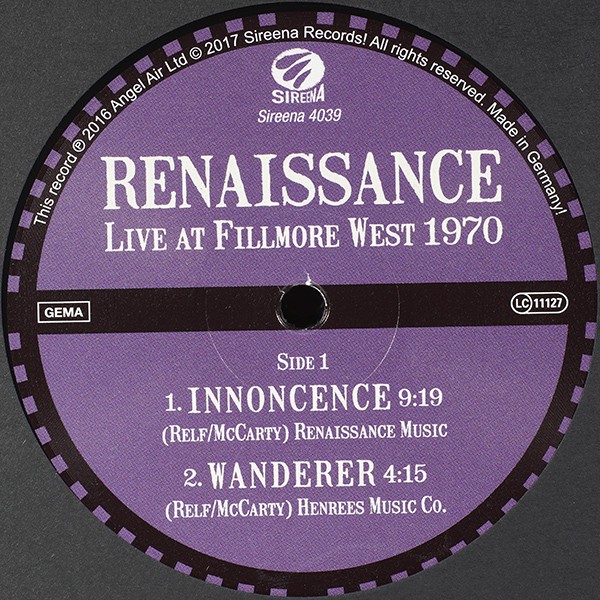 This record ℗ 2016 Angel Air Ltd © 2017 Sireena Records! All rights reserved. Made in Germany!
SIREENA
Sireena 4039
RENAISSANCE
LIVE AT FILLMORE WEST 1970
GEMA
LC 11127
SIDE 1
1. INNONCENCE 9:19
(RELF/MCCARTY) RENAISSANCE MUSIC
2. WANDERER 4:15
(RELF/MCCARTY) HENREES MUSIC CO.